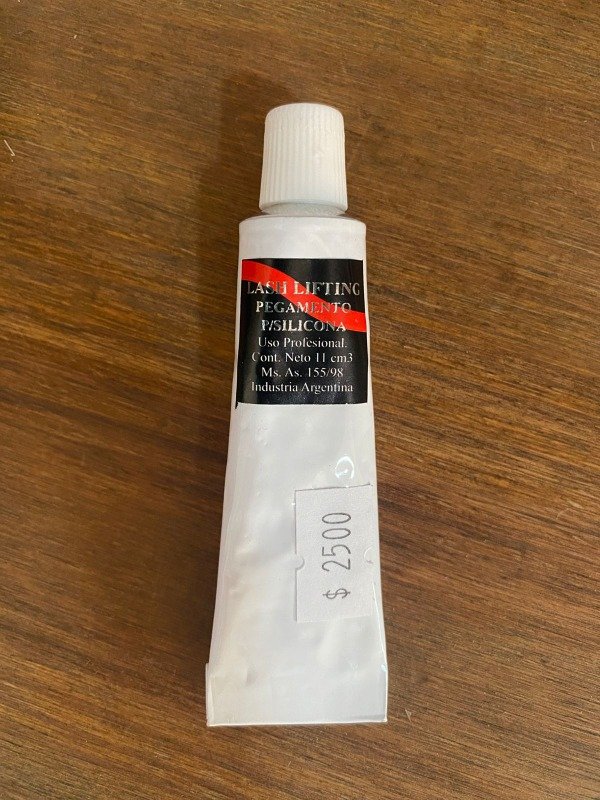 LASH LIFTING
PEGAMENTO
P/SILICONA
Uso Profesional.
Cont. Neto 11 cm3
Ms. As. 155/98
Industria Argentina
$ 2500